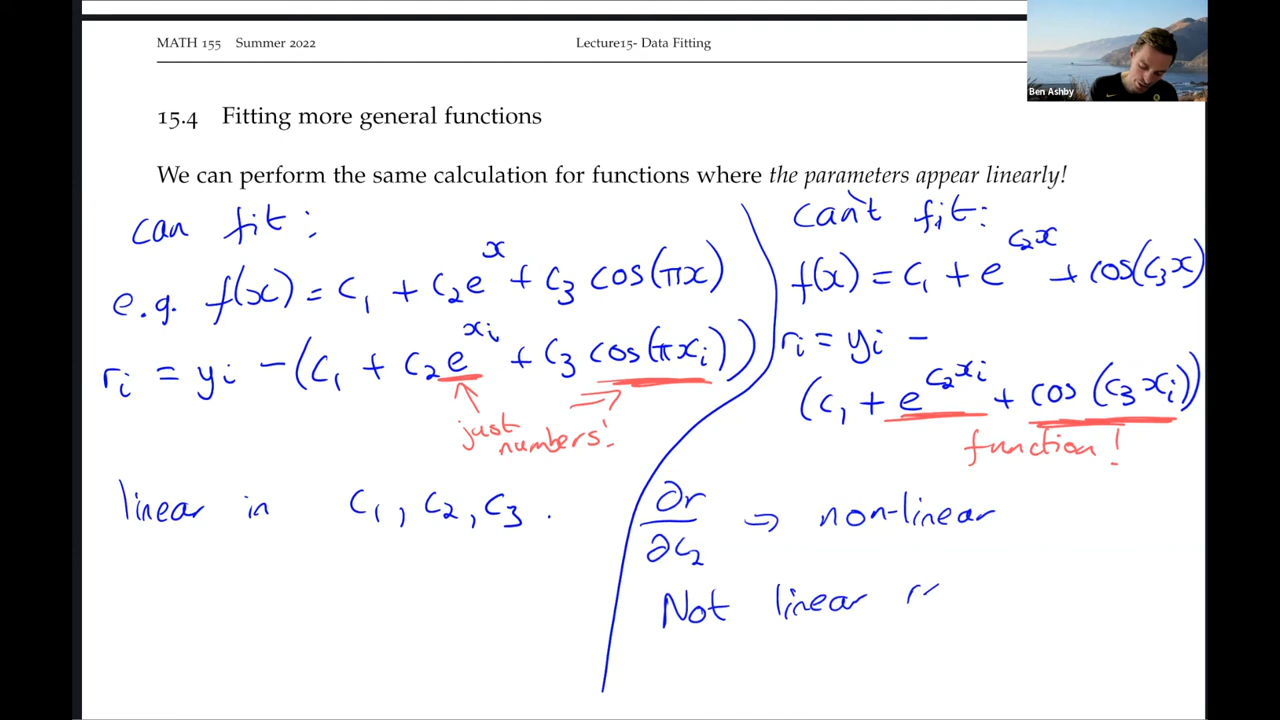 MATH 155 Summer 2022 Lecture15- Data Fitting
Ben Ashby
15.4 Fitting more general functions
We can perform the same calculation for functions where the parameters appear linearly!
can fit :
e.g. f(x) = c₁ + c₂e^x + c₃ cos(πx)
rᵢ = yᵢ - (c₁ + c₂e^xᵢ + c₃ cos(πxᵢ))
just
numbers!
linear in c₁, c₂, c₃ .
can't fit:
f(x) = c₁ + e^c₂x + cos(c₃x)
rᵢ = yᵢ -
(c₁ + e^c₂xᵢ + cos (c₃xᵢ))
function!
∂r/∂c₂ ⇒ non-linear
Not linear